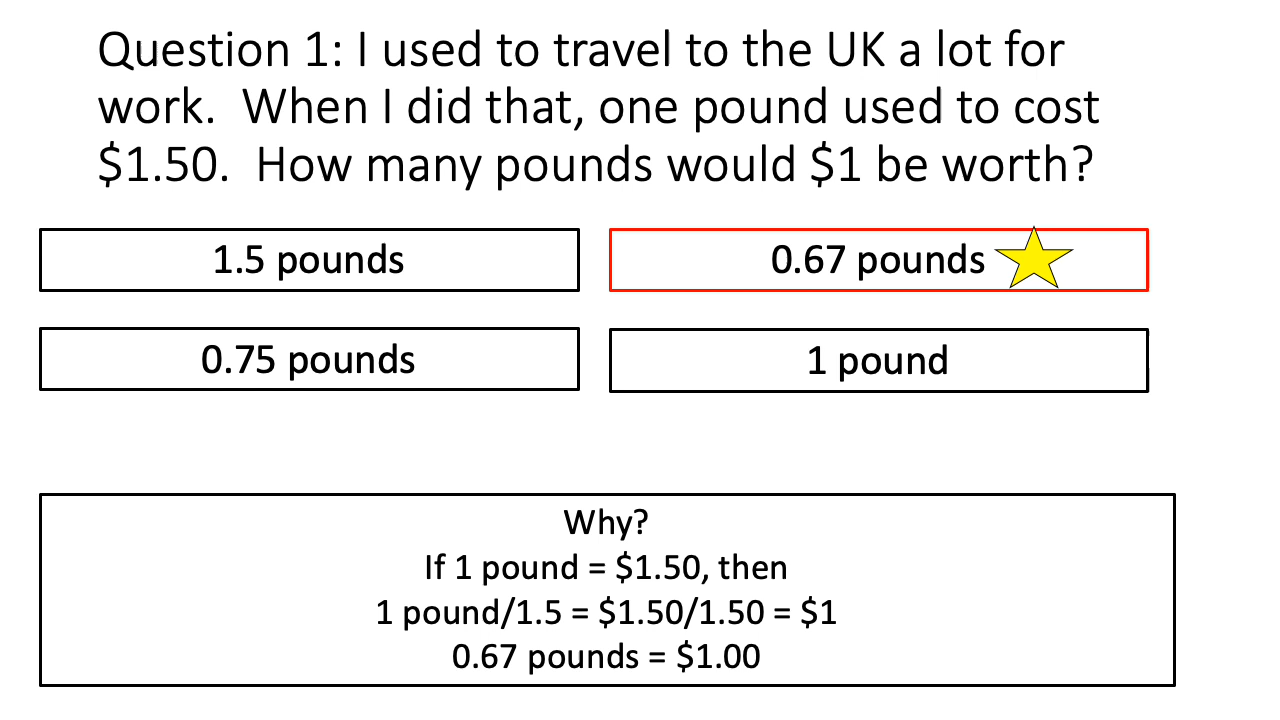 Question 1: I used to travel to the UK a lot for
work.  When I did that, one pound used to cost
$1.50.  How many pounds would $1 be worth?
1.5 pounds
0.67 pounds
0.75 pounds
1 pound
Why?
If 1 pound = $1.50, then
1 pound/1.5 = $1.50/1.50 = $1
0.67 pounds = $1.00